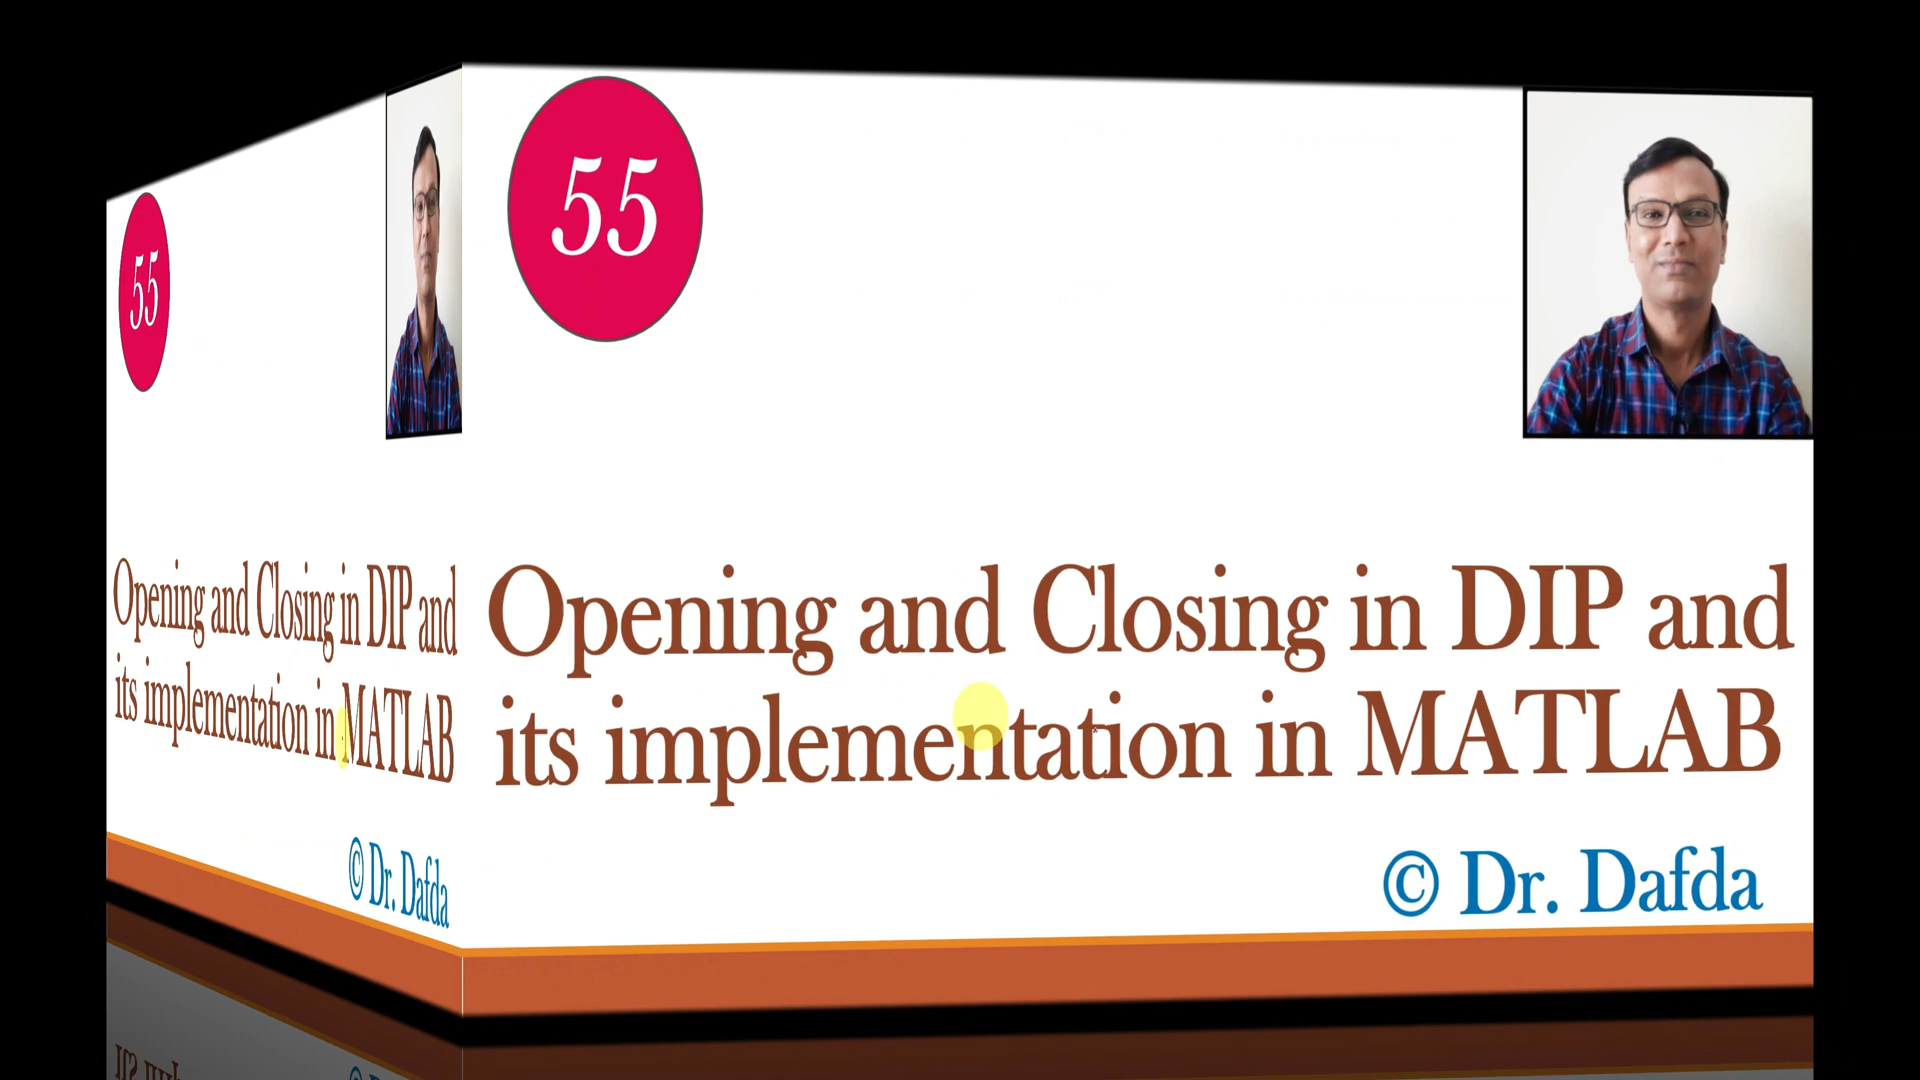 55
Opening and Closing in DIP and
its implementation in MATLAB
© Dr. Dafda
55
Opening and Closing in DIP and
its implementation in MATLAB
© Dr. Dafda